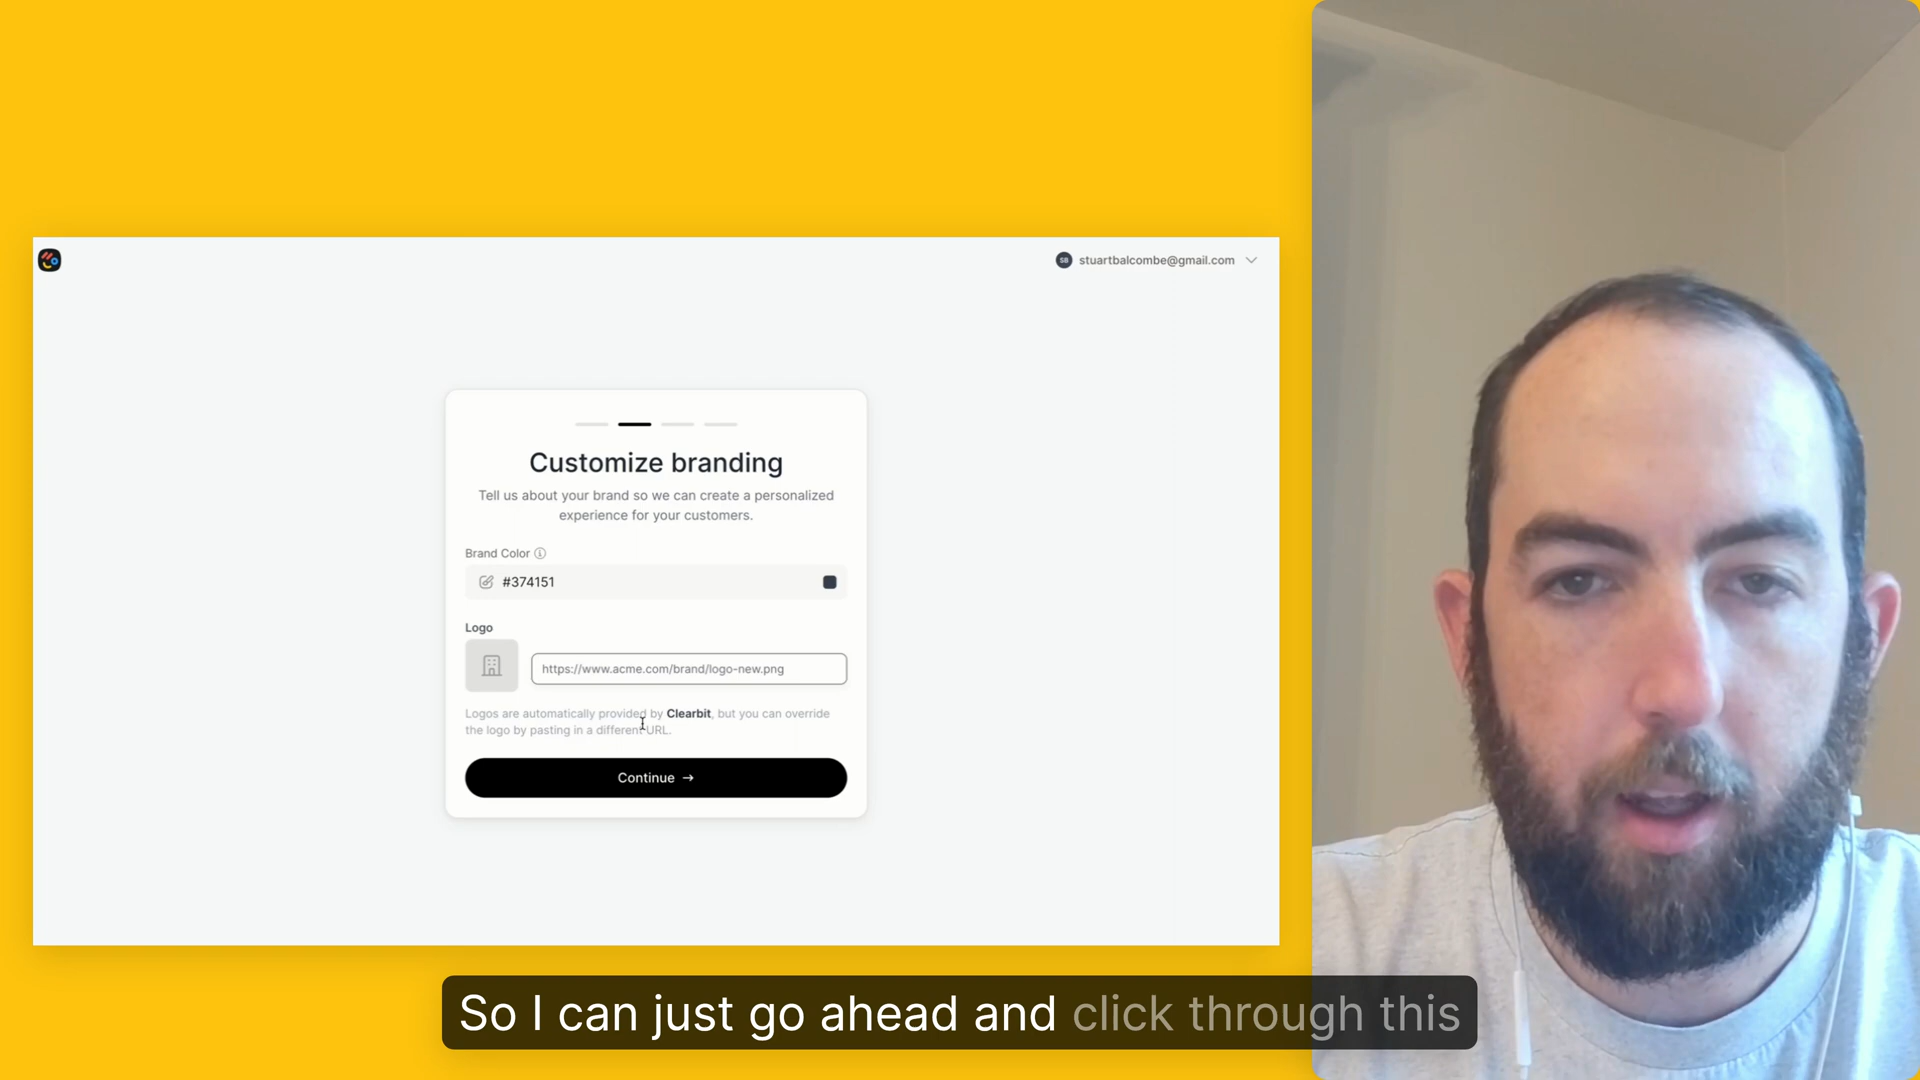 SB stuartbalcombe@gmail.com
Customize branding
Tell us about your brand so we can create a personalized
experience for your customers.
Brand Color
#374151
Logo
https://www.acme.com/brand/logo-new.png
Logos are automatically provided by Clearbit, but you can override
the logo by pasting in a different URL.
Continue →
So I can just go ahead and click through this